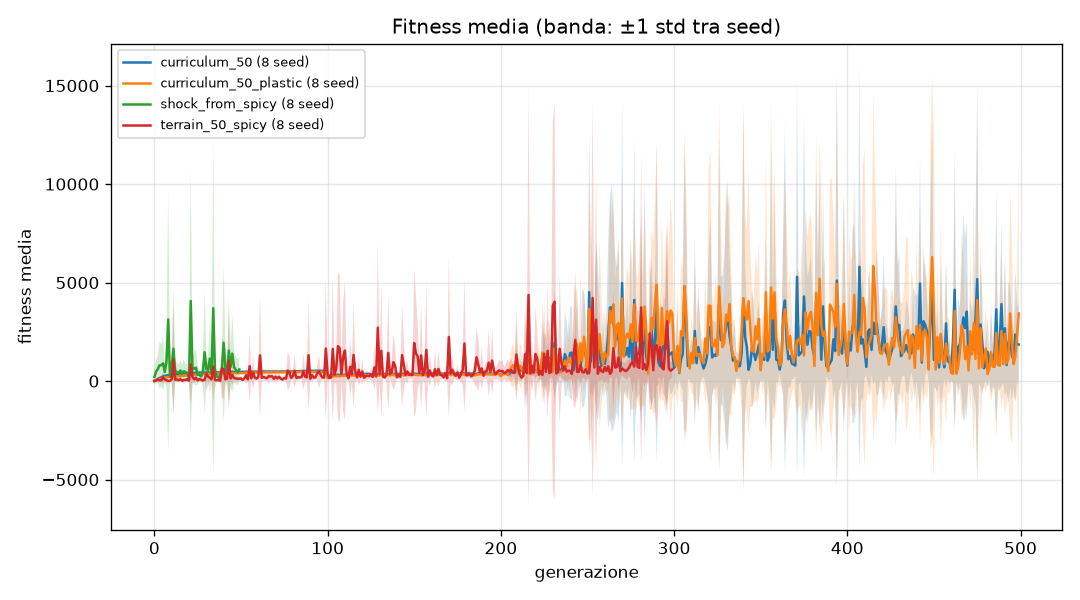 Fitness media (banda: ±1 std tra seed)
curriculum_50 (8 seed)
curriculum_50_plastic (8 seed)
shock_from_spicy (8 seed)
terrain_50_spicy (8 seed)
15000
10000
5000
0
−5000
fitness media
0 100 200 300 400 500
generazione